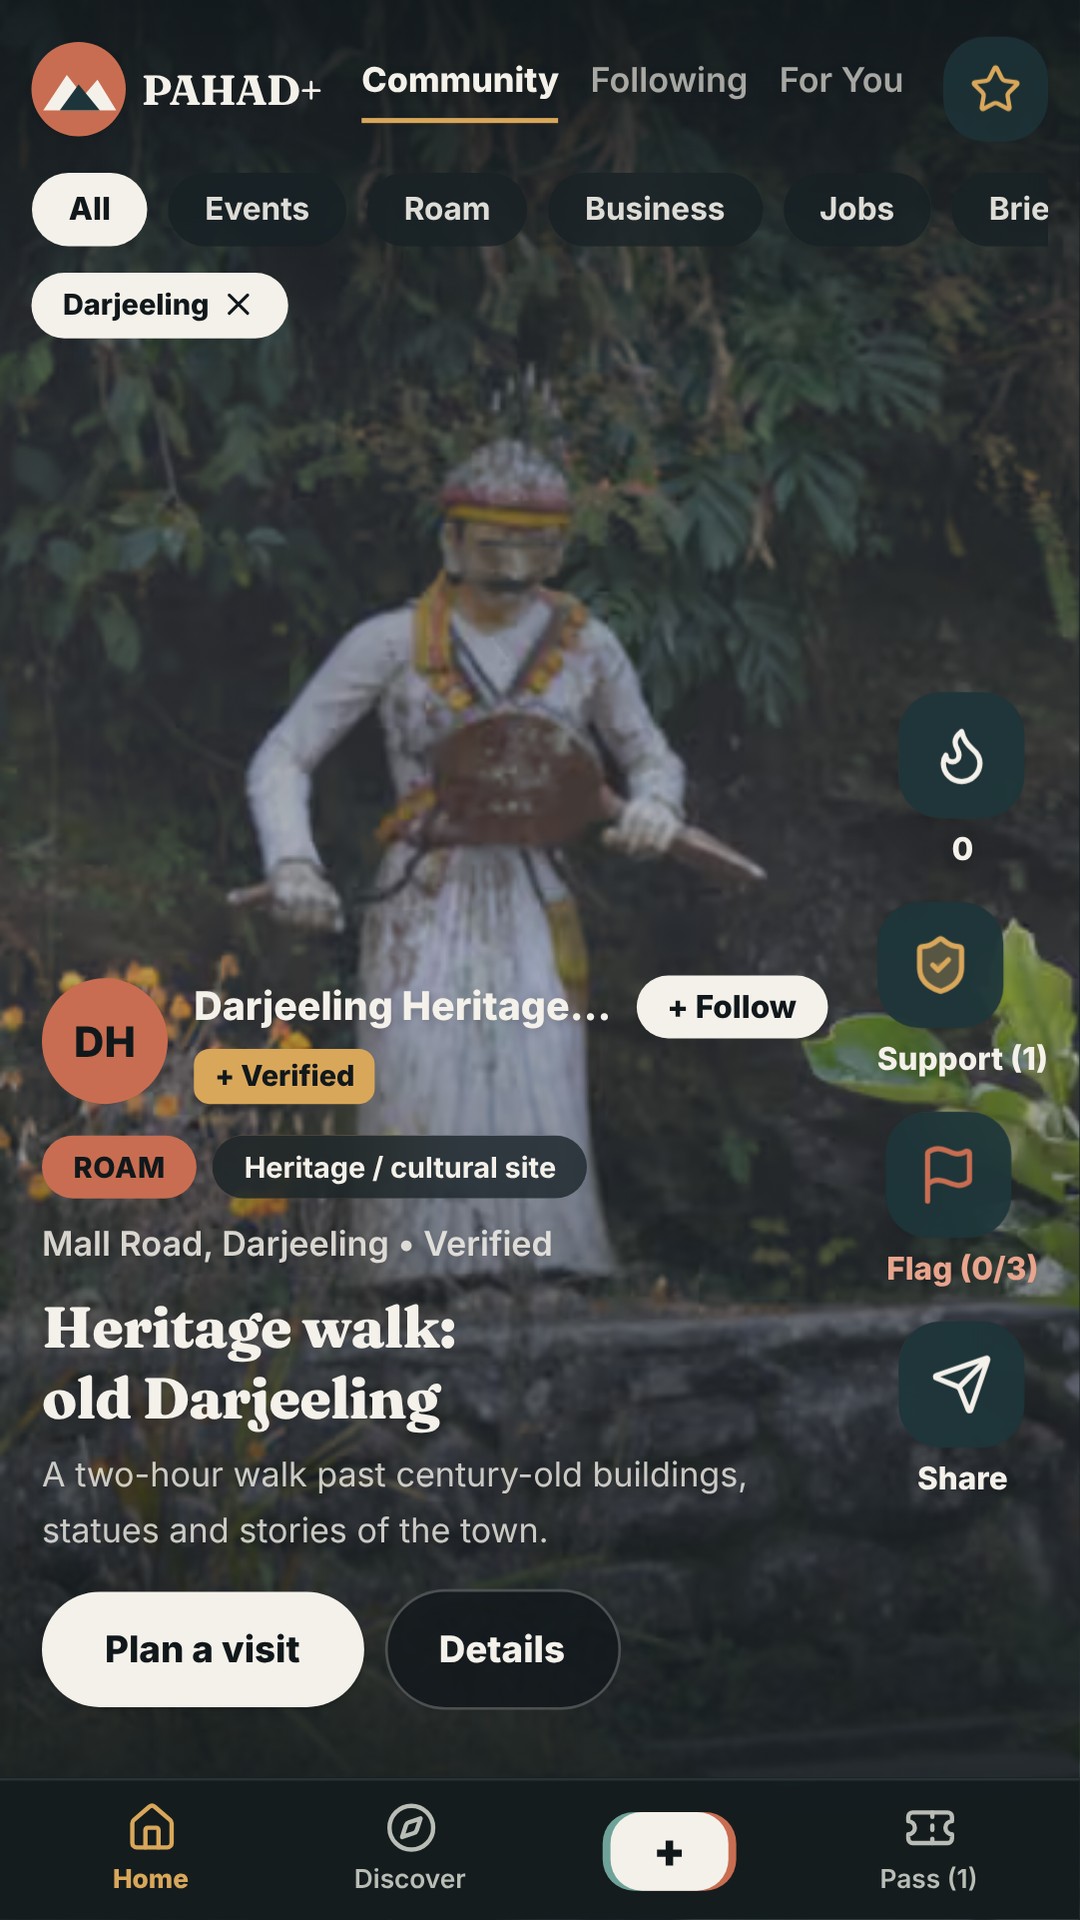 PAHAD+
Community
Following
For You
All
Events
Roam
Business
Jobs
Brie
Darjeeling
0
Darjeeling Heritage...
+ Follow
+ Verified
Support (1)
DH
ROAM
Heritage / cultural site
Mall Road, Darjeeling • Verified
Flag (0/3)
Heritage walk:
old Darjeeling
A two-hour walk past century-old buildings,
statues and stories of the town.
Share
Plan a visit
Details
Home
Discover
+
Pass (1)